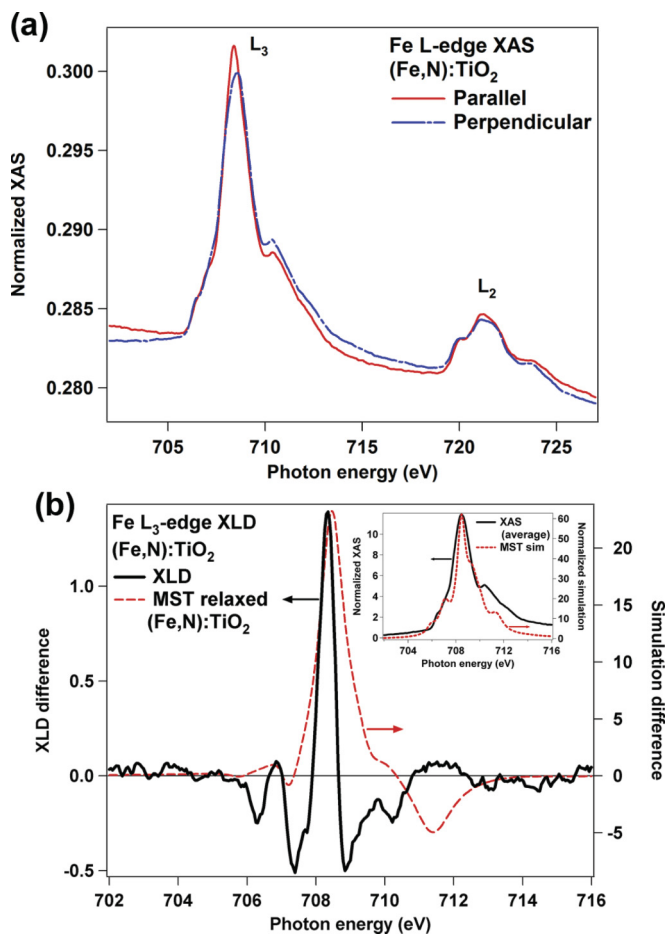 (a)
L3
Fe L-edge XAS
(Fe,N):TiO2
Parallel
Perpendicular
L2
Normalized XAS
0.300
0.295
0.290
0.285
0.280
705 710 715 720 725
Photon energy (eV)
(b)
Fe L3-edge XLD
(Fe,N):TiO2
XLD
MST relaxed
(Fe,N):TiO2
XLD difference
1.0
0.5
0.0
-0.5
702 704 706 708 710 712 714 716
Photon energy (eV)
20
15
10
5
0
-5
Simulation difference
XAS
(average)
MST sim
Normalized XAS
10
8
6
4
2
60
50
40
30
20
10
0
Normalized simulation
704 708 712 716
Photon energy (eV)